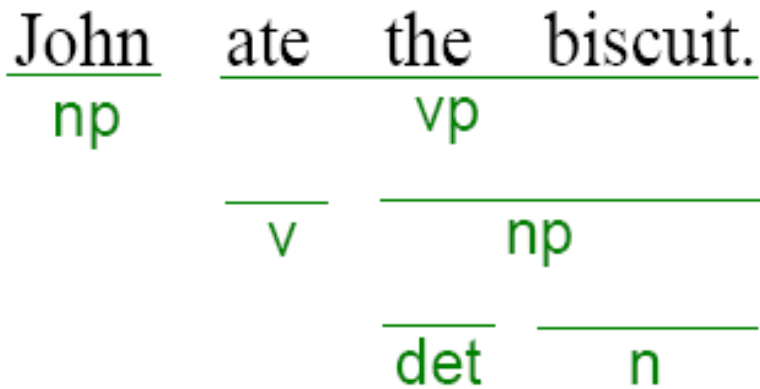 John ate the biscuit.
np vp
v np
det n